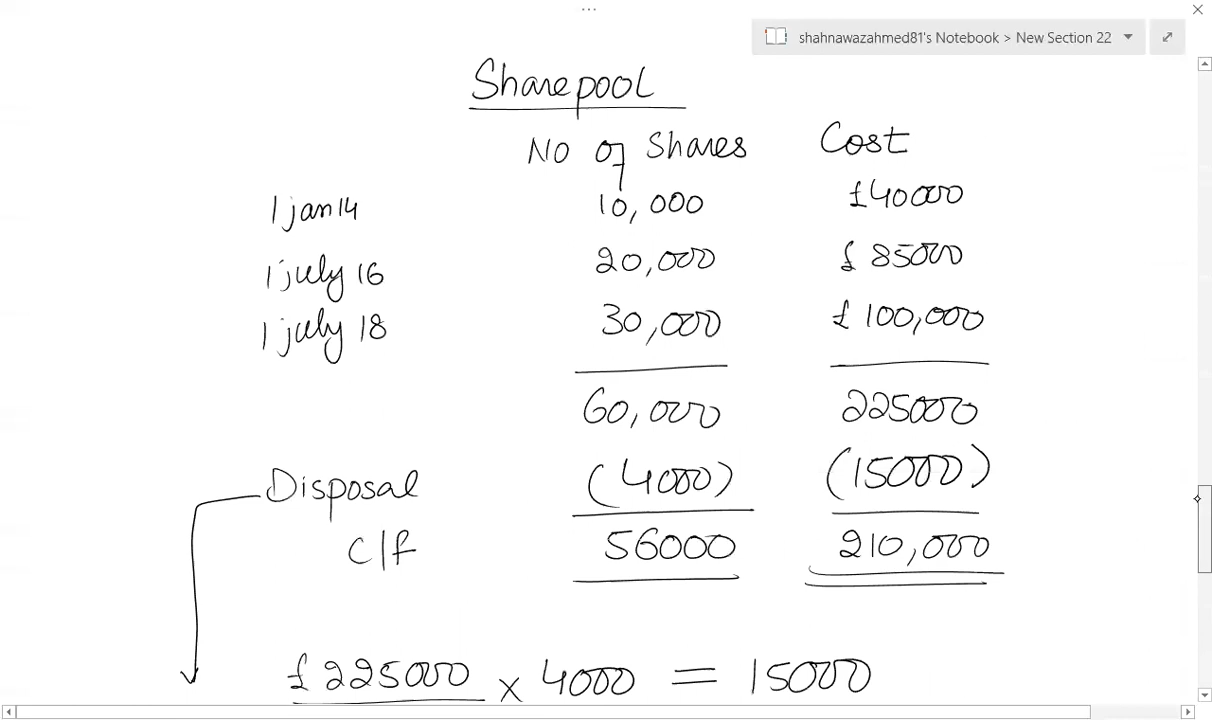 shahnawazahmed81's Notebook > New Section 22
Sharepool
No of Shares Cost
1 jan 14 10,000 £40000
1 july 16 20,000 £85000
1 july 18 30,000 £100,000
60,000 225000
Disposal (4000) (15000)
C/f 56000 210,000
£225000 × 4000 = 15000